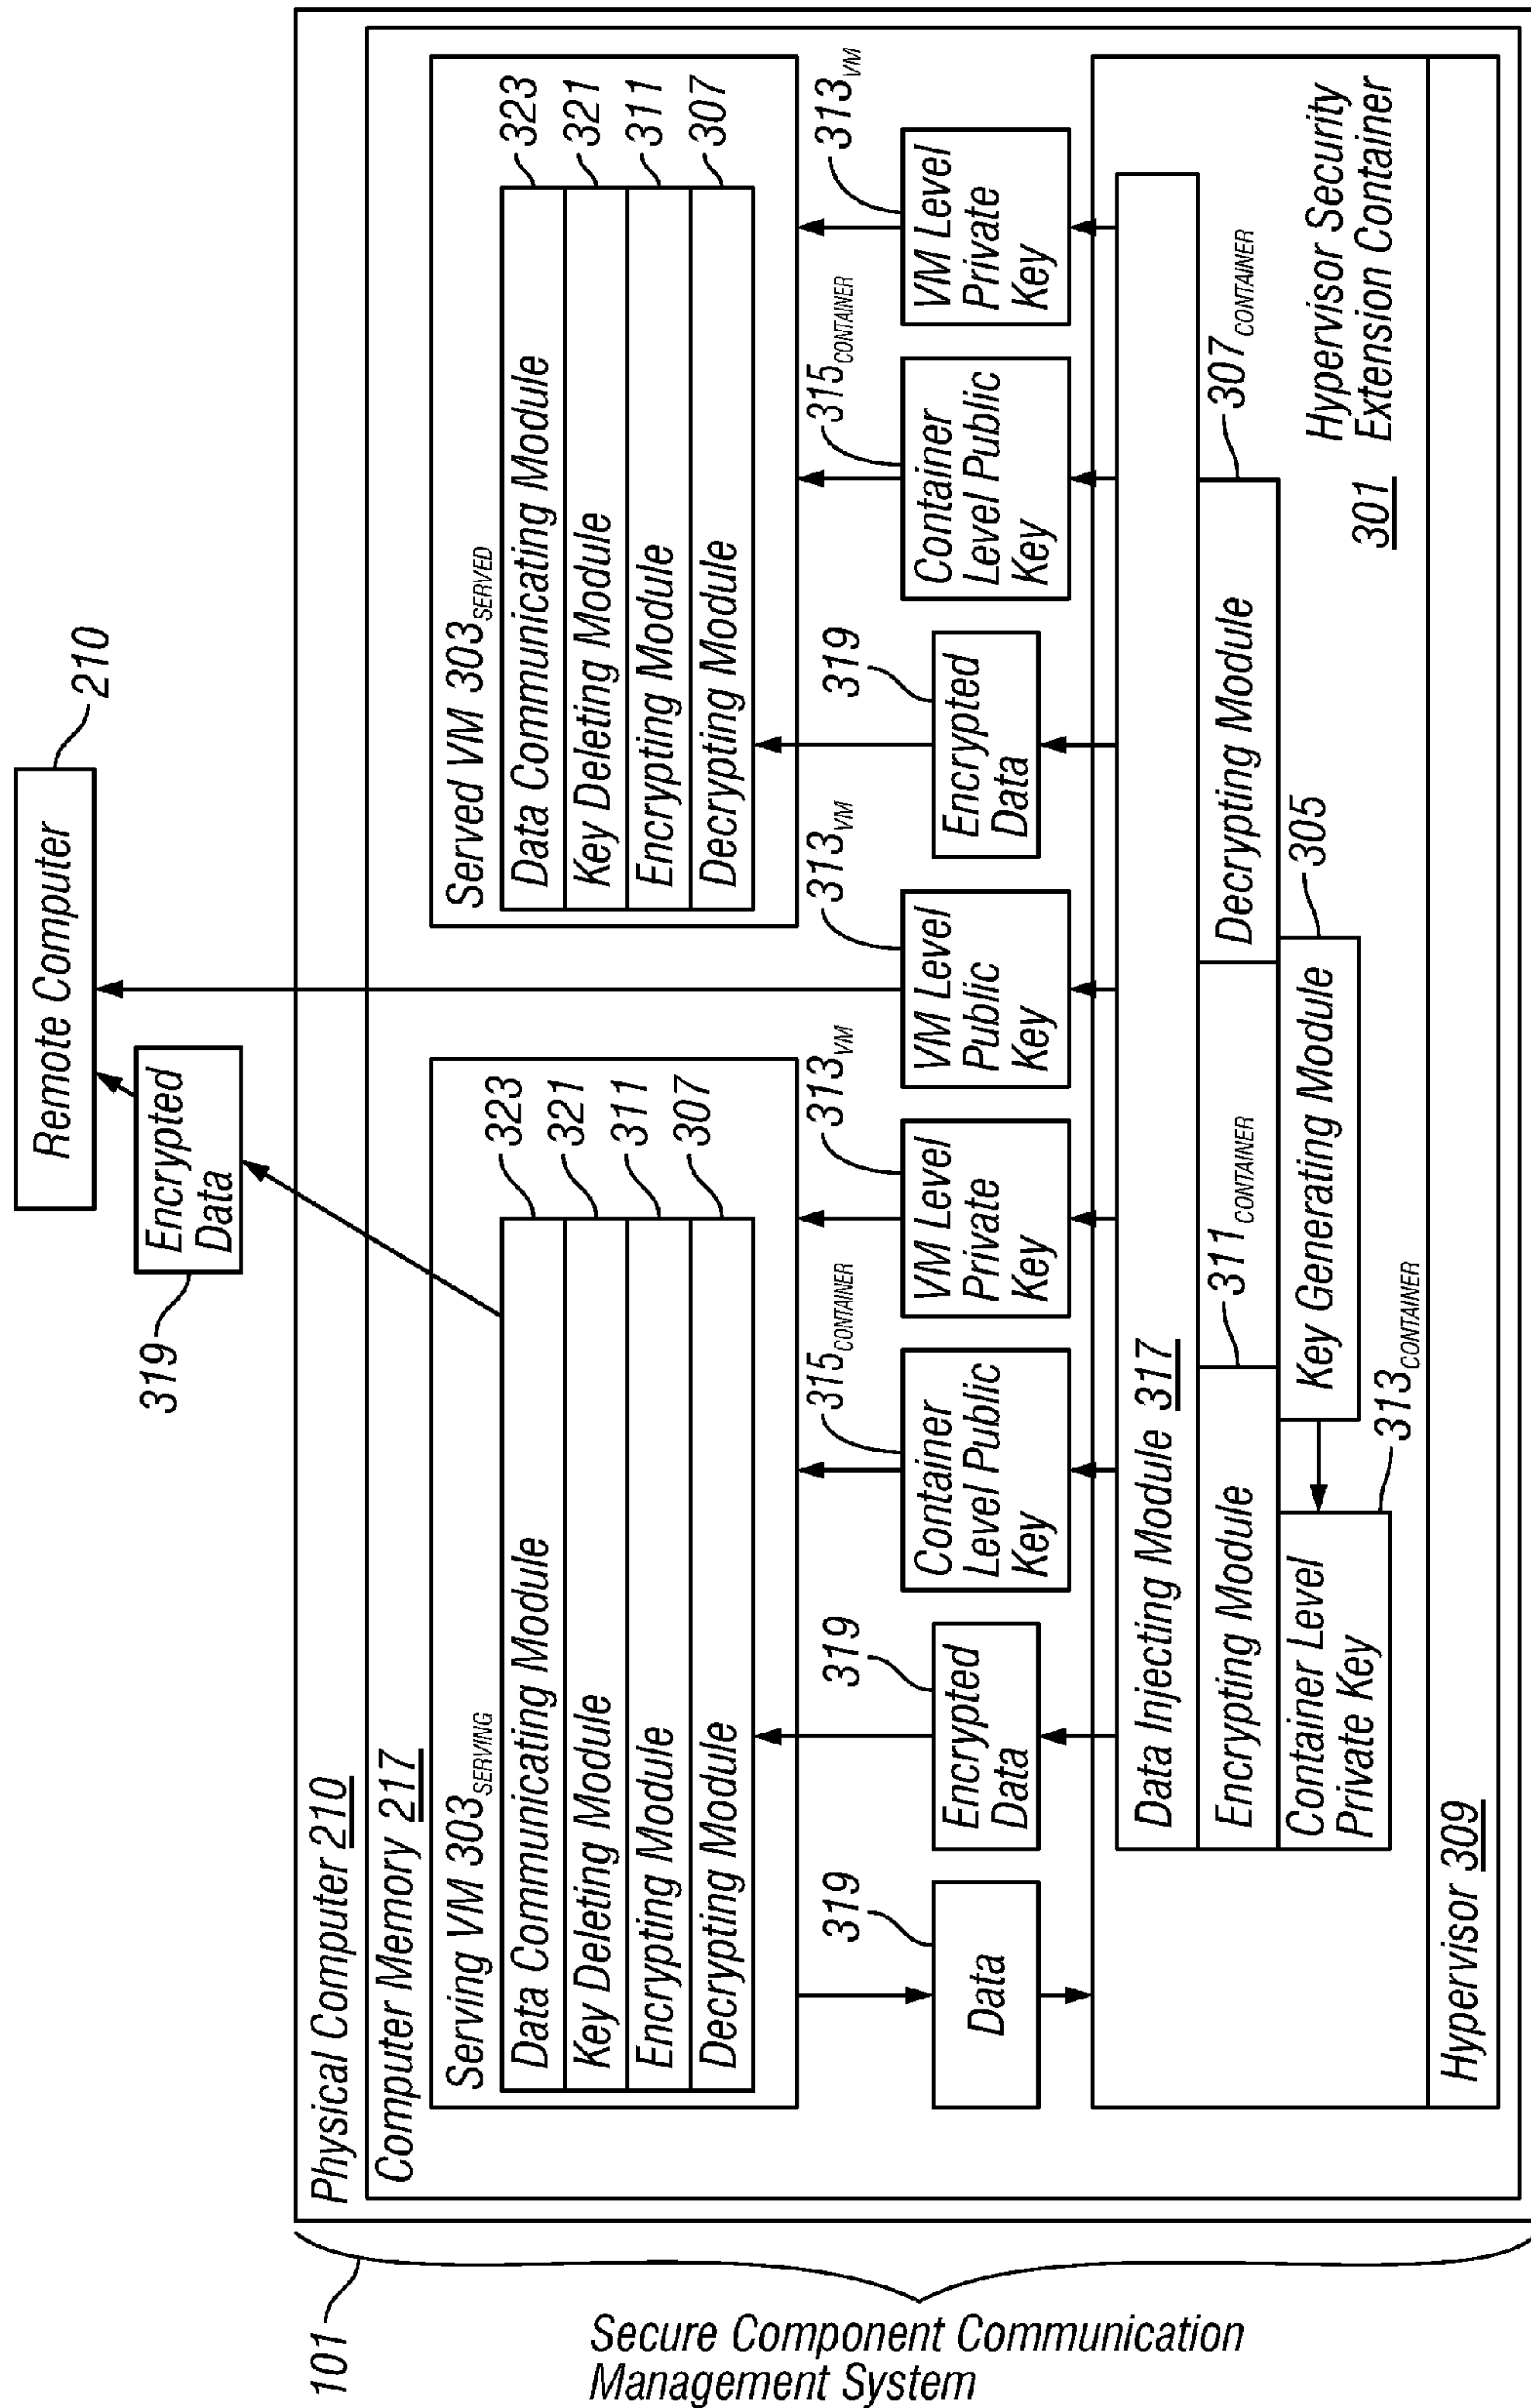 Remote Computer
210
Encrypted
Data
319
101
Secure Component Communication
Management System
Physical Computer 210
Computer Memory 217
Serving VM 303SERVING
Data Communicating Module
Key Deleting Module
Encrypting Module
Decrypting Module
323
321
311
307
Served VM 303SERVED
Data Communicating Module
Key Deleting Module
Encrypting Module
Decrypting Module
323
321
311
307
Data
319
Encrypted
Data
319
Container
Level Public
Key
315CONTAINER
VM Level
Private
Key
313VM
VM Level
Public
Key
313VM
Encrypted
Data
319
Container
Level Public
Key
315CONTAINER
VM Level
Private
Key
313VM
Data Injecting Module 317
Encrypting Module
311CONTAINER
Decrypting Module
307CONTAINER
Container Level
Private Key
313CONTAINER
Key Generating Module
305
Hypervisor Security
301 Extension Container
Hypervisor 309